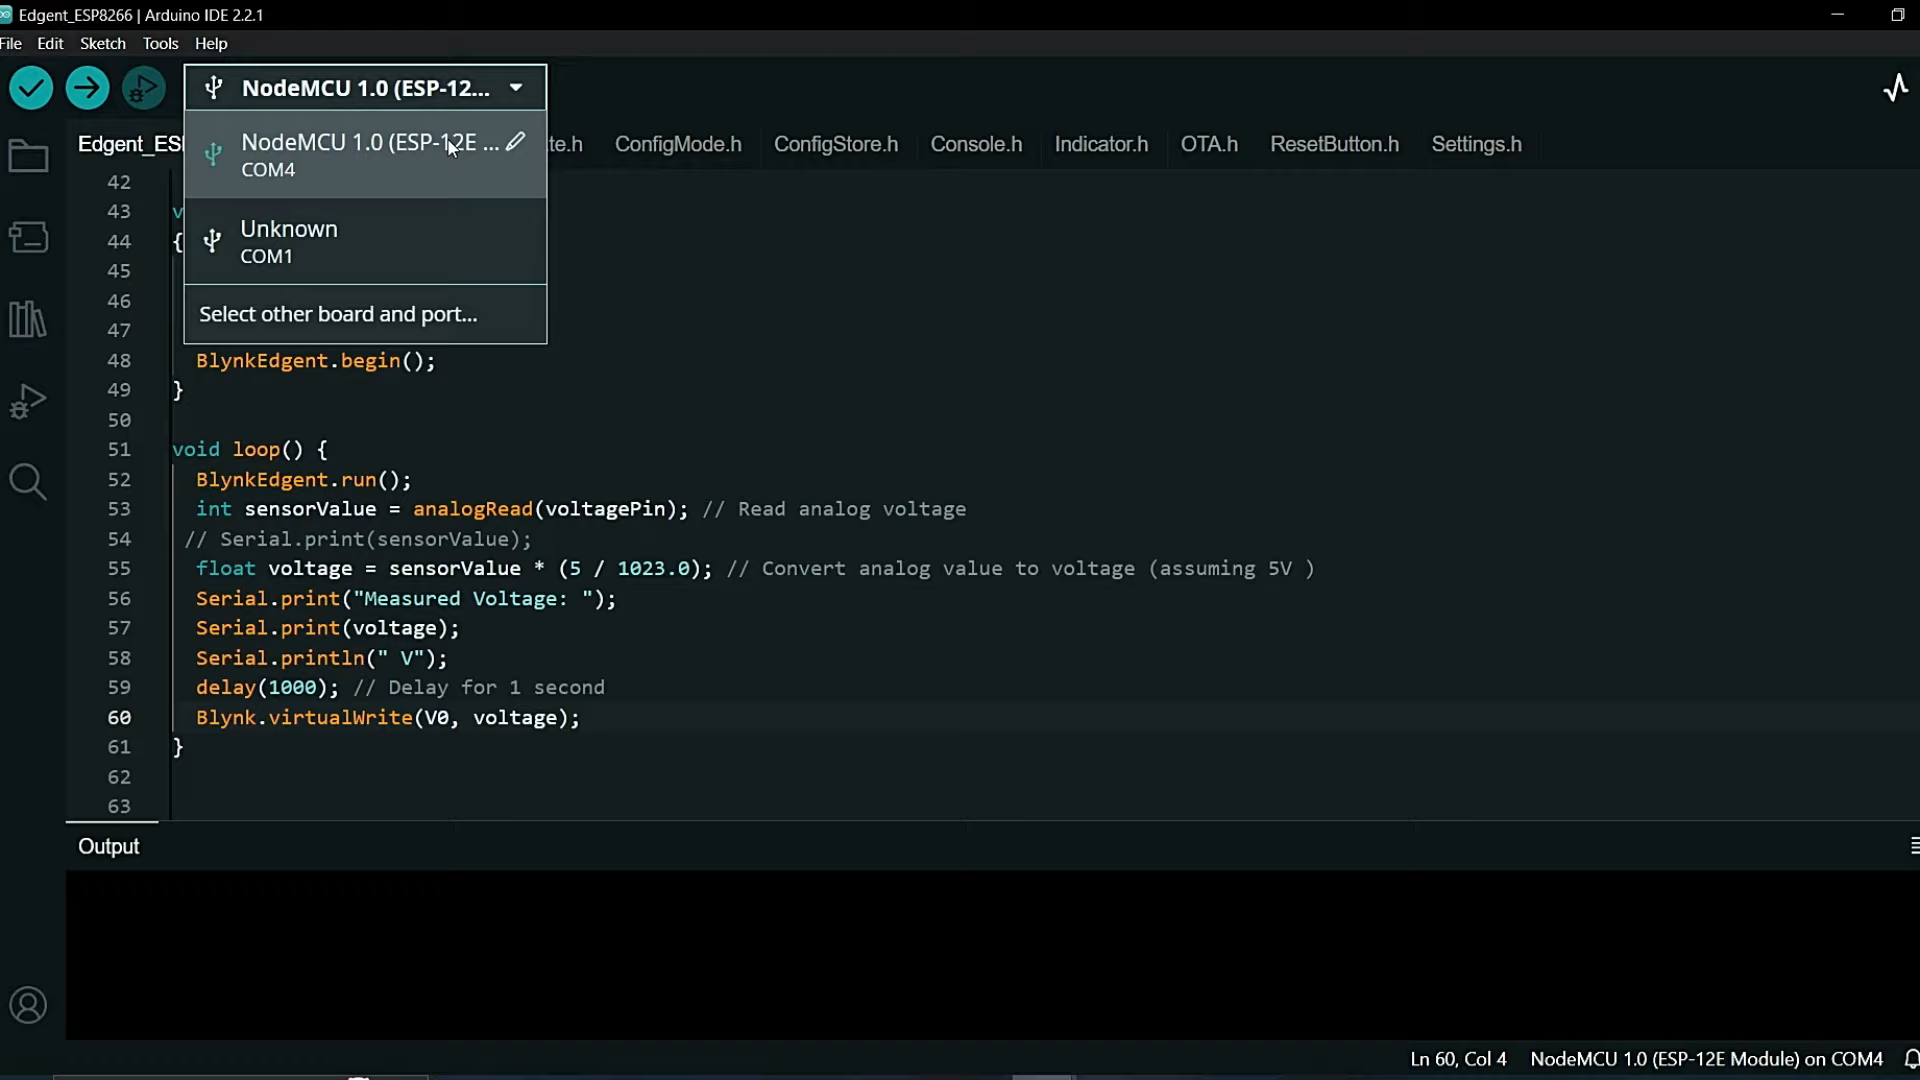 Edgent_ESP8266 | Arduino IDE 2.2.1
File Edit Sketch Tools Help
NodeMCU 1.0 (ESP-12...
NodeMCU 1.0 (ESP-12E ...
COM4
Unknown
COM1
Select other board and port...
Edgent_ES te.h ConfigMode.h ConfigStore.h Console.h Indicator.h OTA.h ResetButton.h Settings.h
42
43 v
44 {
45
46
47
48 BlynkEdgent.begin();
49 }
50
51 void loop() {
52 BlynkEdgent.run();
53 int sensorValue = analogRead(voltagePin); // Read analog voltage
54 // Serial.print(sensorValue);
55 float voltage = sensorValue * (5 / 1023.0); // Convert analog value to voltage (assuming 5V )
56 Serial.print("Measured Voltage: ");
57 Serial.print(voltage);
58 Serial.println(" V");
59 delay(1000); // Delay for 1 second
60 Blynk.virtualWrite(V0, voltage);
61 }
62
63
Output
Ln 60, Col 4 NodeMCU 1.0 (ESP-12E Module) on COM4